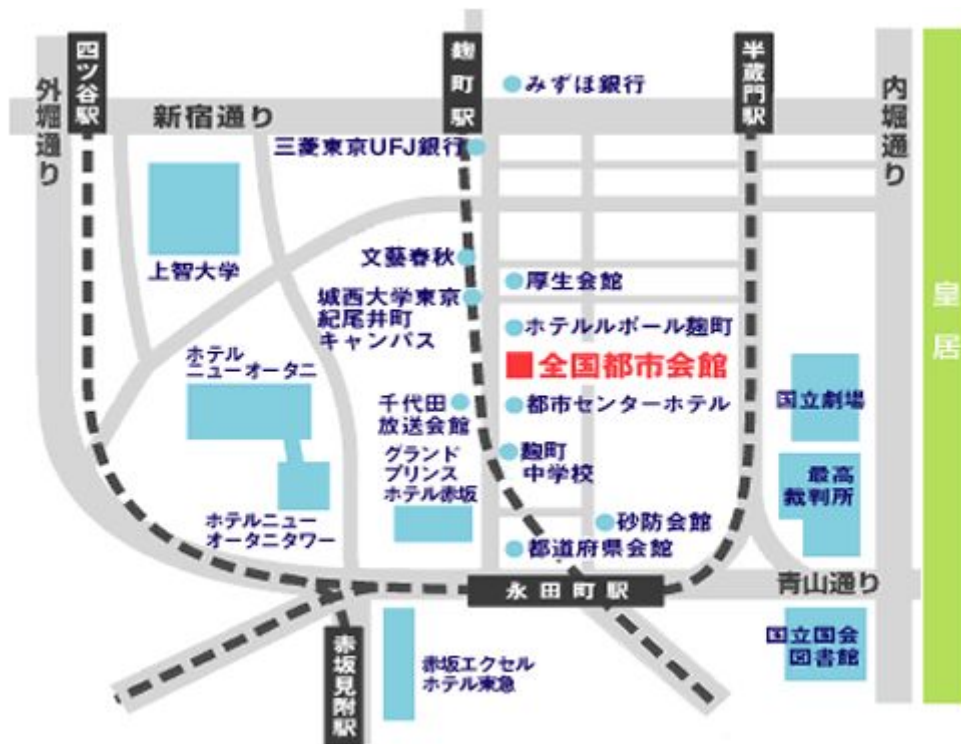 四ツ谷駅
麹町駅
半蔵門駅
外堀通り
内堀通り
新宿通り
みずほ銀行
三菱東京UFJ銀行
上智大学
文藝春秋
厚生会館
城西大学東京
紀尾井町
キャンパス
皇居
ホテルルポール麹町
全国都市会館
ホテル
ニューオータニ
千代田
放送会館
都市センターホテル
国立劇場
グランド
プリンス
ホテル赤坂
麹町
中学校
最高
裁判所
ホテルニュー
オータニタワー
砂防会館
都道府県会館
永田町駅
青山通り
赤坂見附駅
赤坂エクセル
ホテル東急
国立国会
図書館